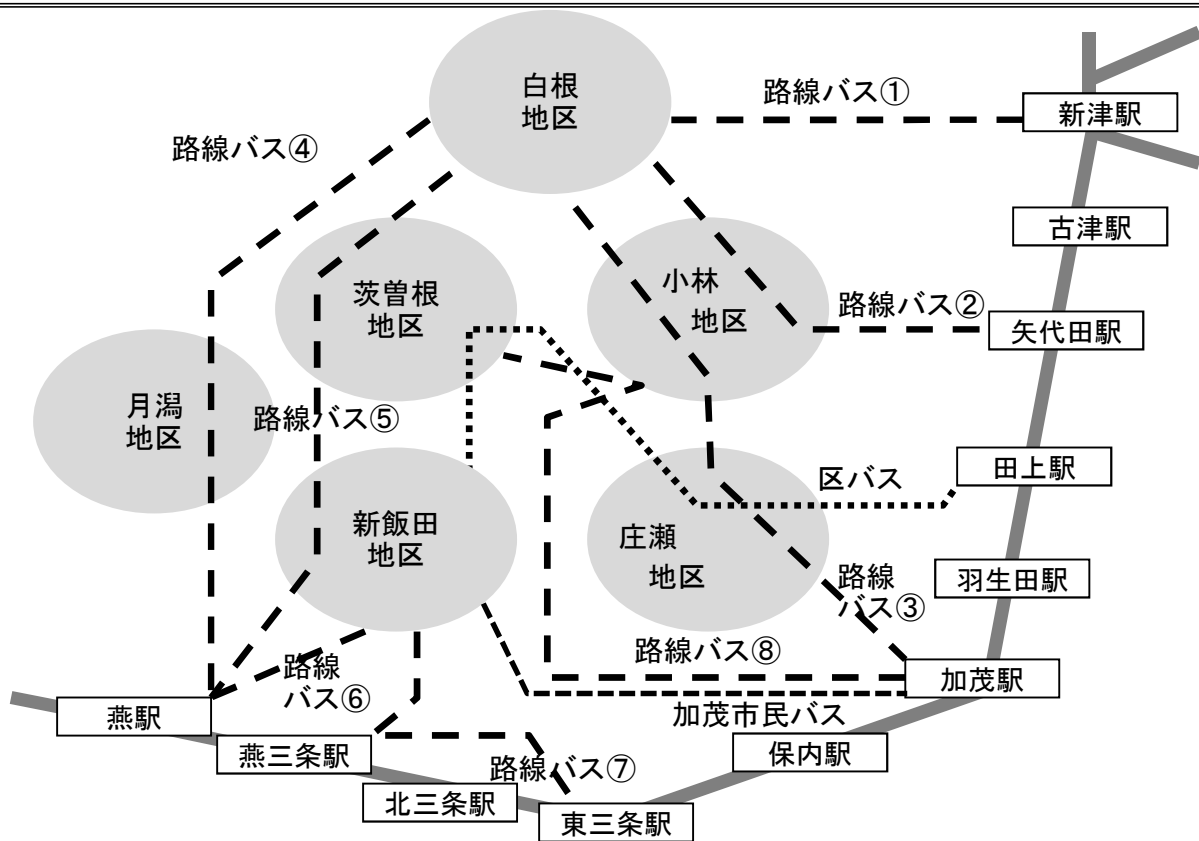 白根
地区
路線バス①
新津駅
路線バス④
古津駅
茨曽根
地区
小林
地区
路線バス②
矢代田駅
月潟
地区
路線バス⑤
田上駅
区バス
新飯田
地区
庄瀬
地区
羽生田駅
路線
バス③
路線バス⑧
加茂駅
路線
バス⑥
加茂市民バス
燕駅
燕三条駅
保内駅
路線バス⑦
北三条駅
東三条駅